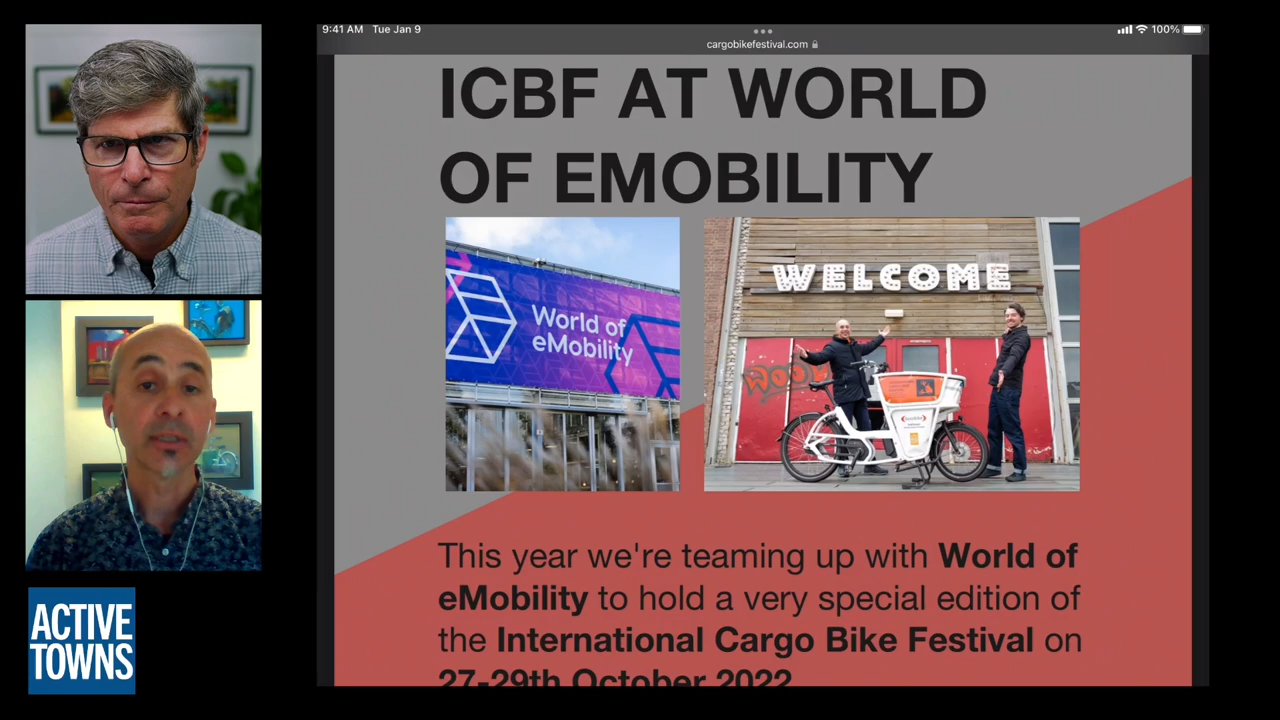 9:41 AM Tue Jan 9
100%
cargobikefestival.com
ICBF AT WORLD
OF EMOBILITY
World of
eMobility
WELCOME
This year we're teaming up with World of
eMobility to hold a very special edition of
the International Cargo Bike Festival on
27-29th October 2022
ACTIVE
TOWNS